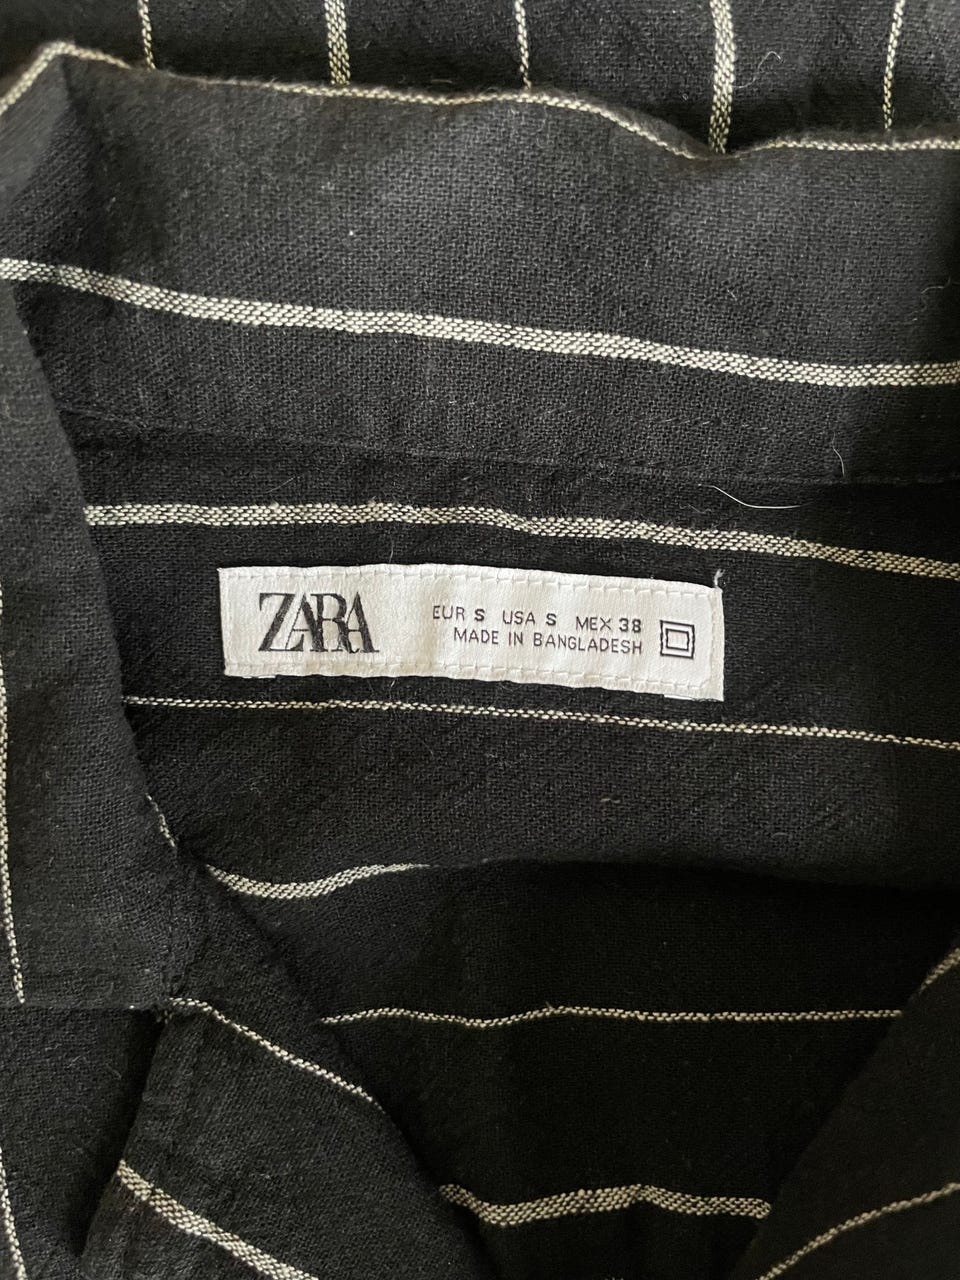 ZARA
EUR S USA S MEX 38
MADE IN BANGLADESH